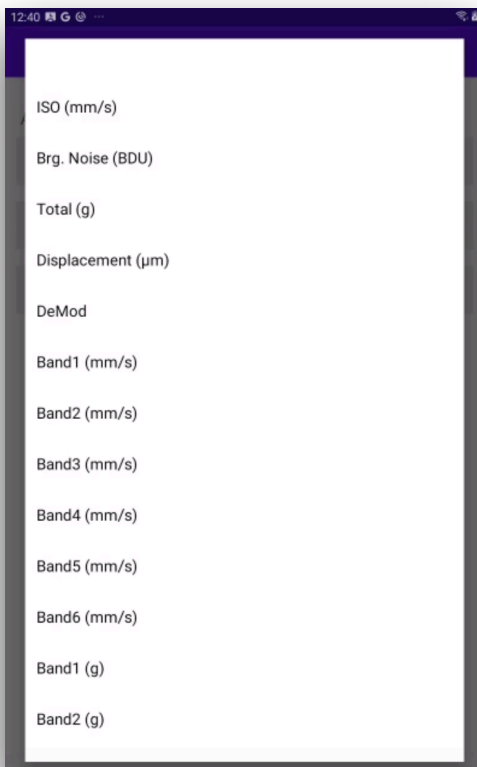 12:40
ISO (mm/s)
Brg. Noise (BDU)
Total (g)
Displacement (µm)
DeMod
Band1 (mm/s)
Band2 (mm/s)
Band3 (mm/s)
Band4 (mm/s)
Band5 (mm/s)
Band6 (mm/s)
Band1 (g)
Band2 (g)